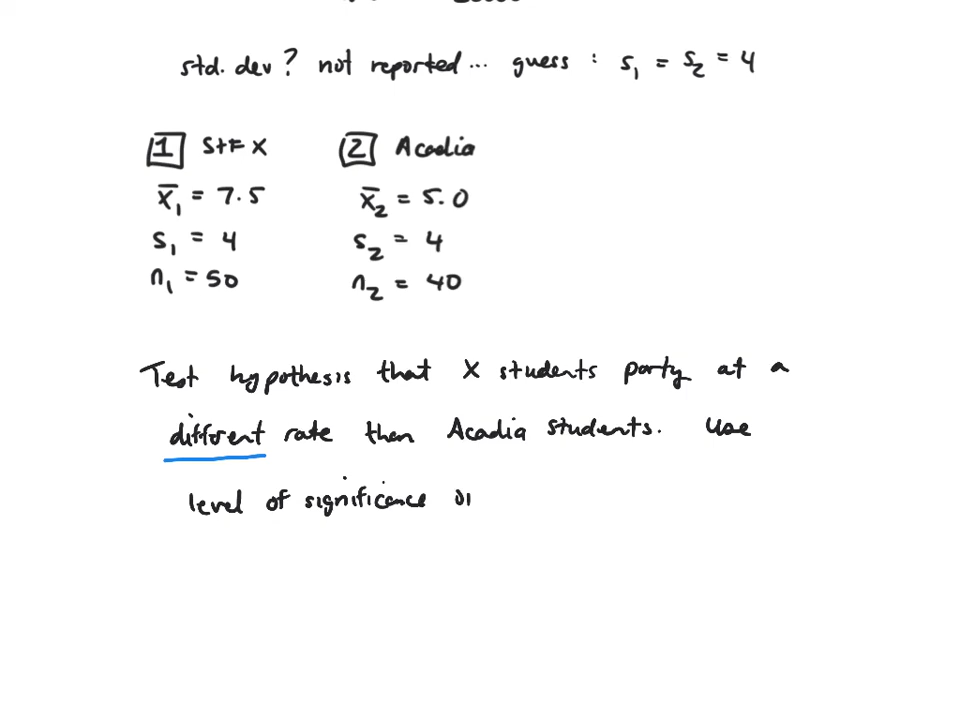 std. dev? not reported... guess : s₁ = s₂ = 4
1 StFX 2 Acadia
x̄₁ = 7.5 x̄₂ = 5.0
s₁ = 4 s₂ = 4
n₁ = 50 n₂ = 40
Test hypothesis that X students party at a
different rate then Acadia students. Use
level of significance